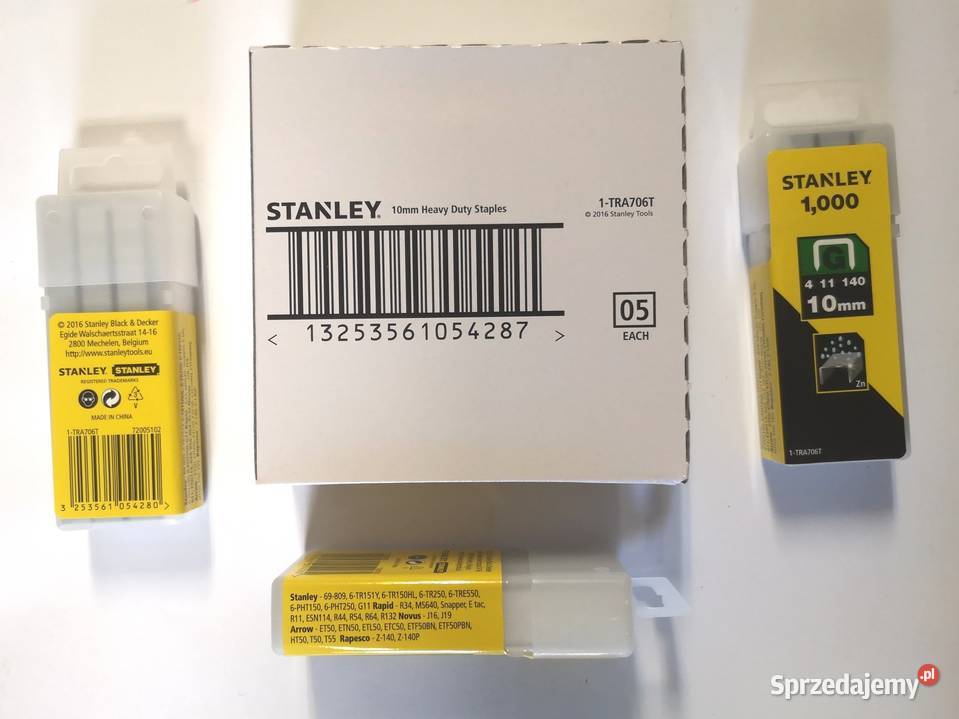 STANLEY® 10mm Heavy Duty Staples
1-TRA706T
© 2016 Stanley Tools
< 13253561054287 >
05
EACH
© 2016 Stanley Black & Decker
Egide Walschaertsstraat 14-16
2800 Mechelen, Belgium
http://www.stanleytools.eu
STANLEY. STANLEY
REGISTERED TRADEMARKS
3
V
MADE IN CHINA
1-TRA706T 72005102
3 253561 054280 >
STANLEY.
1,000
G
4 11 140
10mm
Zn
1-TRA706T
Stanley - 69-809, 6-TR151Y, 6-TR150HL, 6-TR250, 6-TRE550,
6-PHT150, 6-PHT250, G11 Rapid - R34, MS640, Snapper, E tac,
R11, ESN114, R44, R54, R64, R132 Novus - J16, J19
Arrow - ET50, ETN50, ETL50, ETC50, ETF50BN, ETF50PBN,
HT50, T50, T55 Rapesco - Z-140, Z-140P
Sprzedajemy.pl